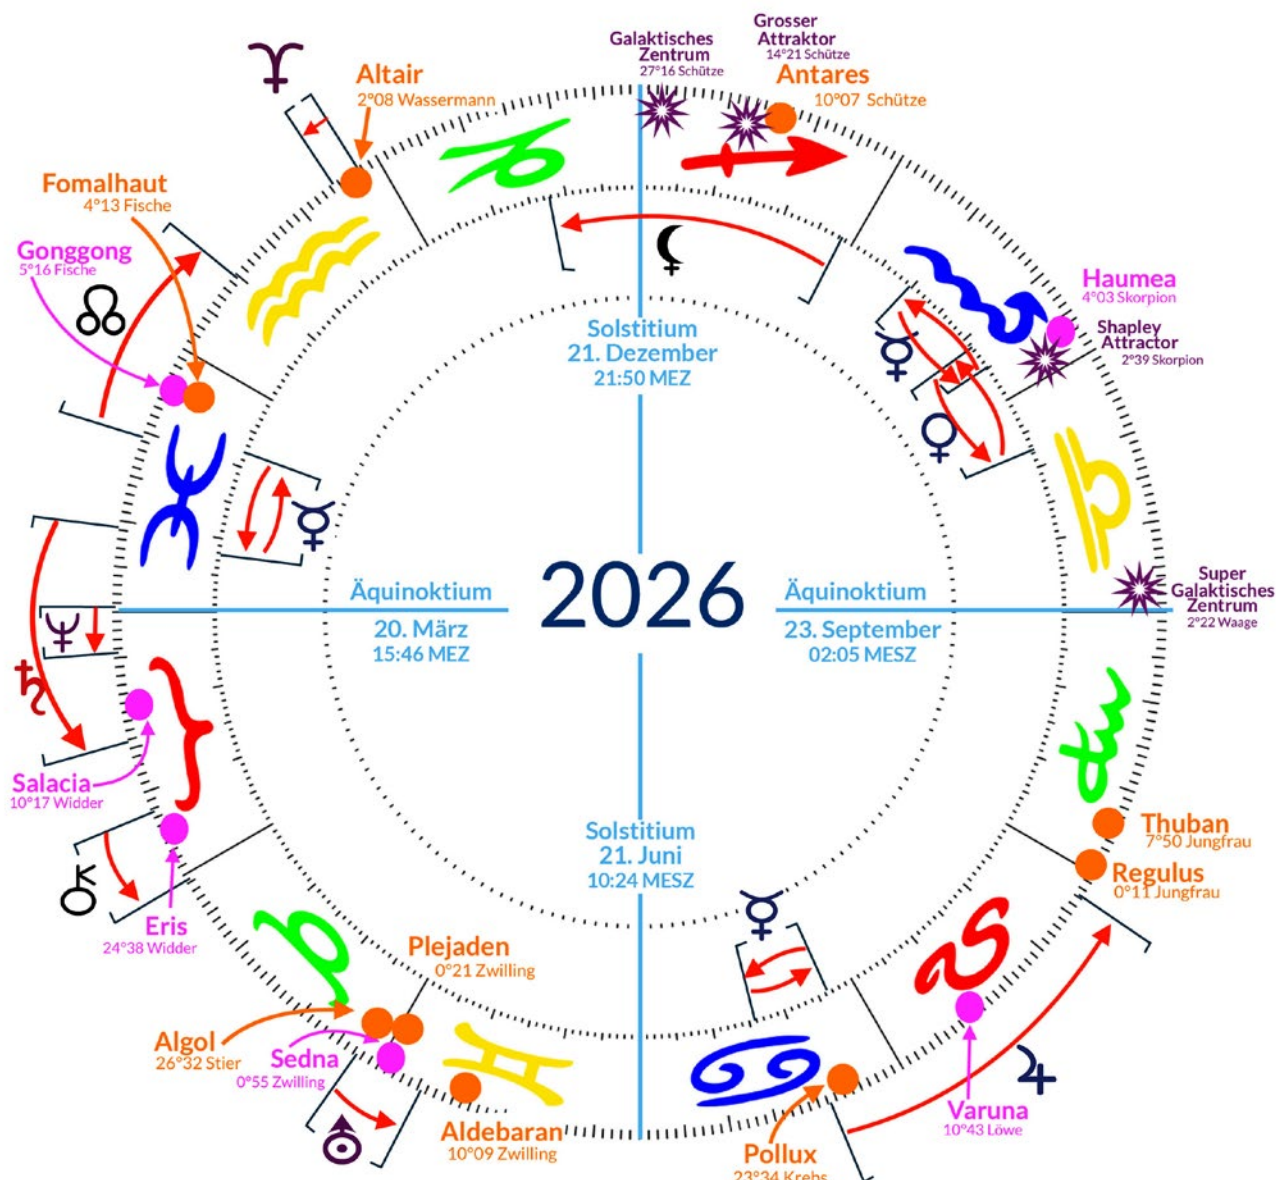 Galaktisches
Zentrum
27°16 Schütze
Grosser
Attraktor
14°21 Schütze
Antares
10°07 Schütze
Altair
2°08 Wassermann
Fomalhaut
4°13 Fische
Gonggong
5°16 Fische
Haumea
4°03 Skorpion
Shapley
Attractor
2°39 Skorpion
Solstitium
21. Dezember
21:50 MEZ
2026
Äquinoktium
20. März
15:46 MEZ
Äquinoktium
23. September
02:05 MESZ
Super
Galaktisches
Zentrum
2°22 Waage
Salacia
10°17 Widder
Eris
24°38 Widder
Solstitium
21. Juni
10:24 MESZ
Thuban
7°50 Jungfrau
Regulus
0°11 Jungfrau
Plejaden
0°21 Zwilling
Algol
26°32 Stier
Sedna
0°55 Zwilling
Aldebaran
10°09 Zwilling
Pollux
23°34 Krebs
Varuna
10°43 Löwe